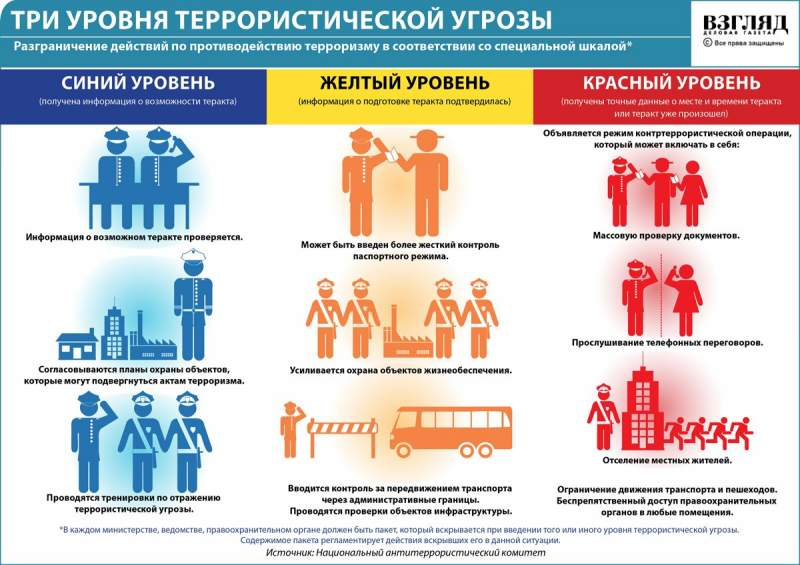 ТРИ УРОВНЯ ТЕРРОРИСТИЧЕСКОЙ УГРОЗЫ
Разграничение действий по противодействию терроризму в соответствии со специальной шкалой*
ВЗГЛЯД
ДЕЛОВАЯ ГАЗЕТА
© Все права защищены
СИНИЙ УРОВЕНЬ
(получена информация о возможности теракта)
Информация о возможном теракте проверяется.
Согласовываются планы охраны объектов,
которые могут подвергнуться актам терроризма.
Проводятся тренировки по отражению
террористической угрозы.
ЖЕЛТЫЙ УРОВЕНЬ
(информация о подготовке теракта подтвердилась)
Может быть введен более жесткий контроль
паспортного режима.
Усиливается охрана объектов жизнеобеспечения.
Вводится контроль за передвижением транспорта
через административные границы.
Проводятся проверки объектов инфраструктуры.
КРАСНЫЙ УРОВЕНЬ
(получены точные данные о месте и времени теракта
или теракт уже произошел)
Объявляется режим контртеррористической операции,
который может включать в себя:
Массовую проверку документов.
Прослушивание телефонных переговоров.
Отселение местных жителей.
Ограничение движения транспорта и пешеходов.
Беспрепятственный доступ правоохранительных
органов в любые помещения.
*В каждом министерстве, ведомстве, правоохранительном органе должен быть пакет, который вскрывается при введении того или иного уровня террористической угрозы.
Содержимое пакета регламентирует действия вскрывших его в данной ситуации.
Источник: Национальный антитеррористический комитет